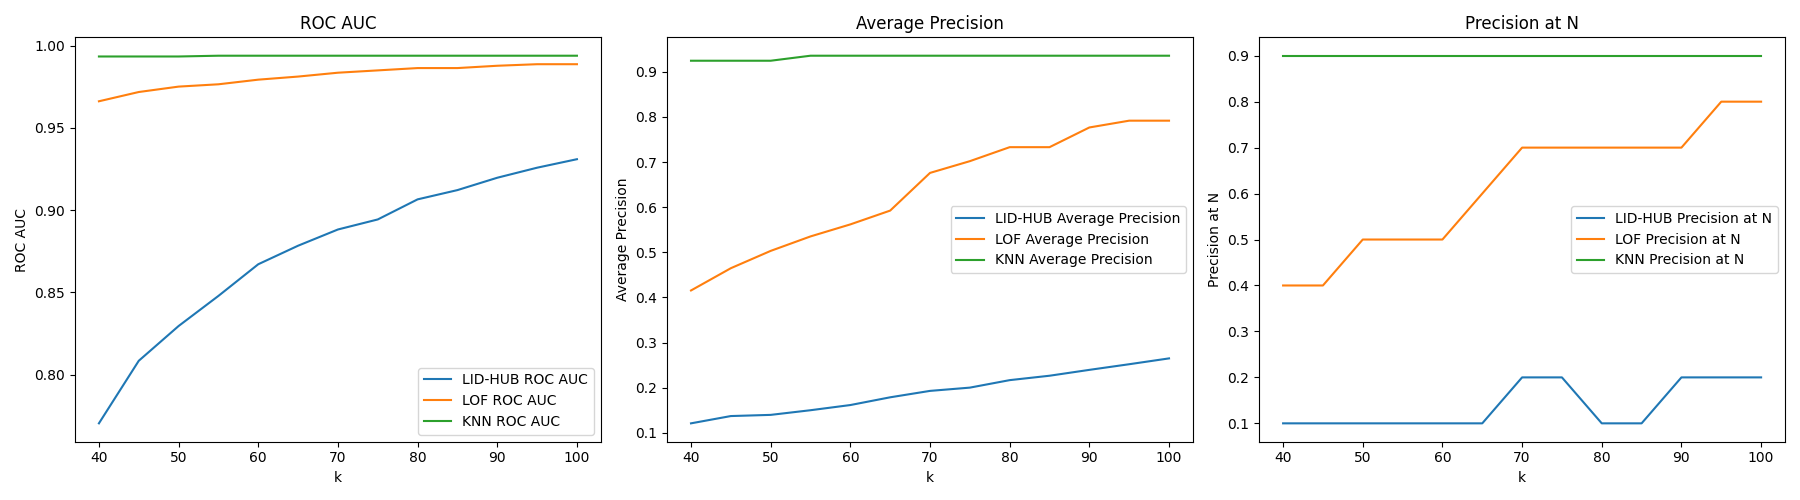 ROC AUC
ROC AUC
1.00
0.95
0.90
0.85
0.80
40 50 60 70 80 90 100
k
LID-HUB ROC AUC
LOF ROC AUC
KNN ROC AUC
Average Precision
Average Precision
0.9
0.8
0.7
0.6
0.5
0.4
0.3
0.2
0.1
40 50 60 70 80 90 100
k
LID-HUB Average Precision
LOF Average Precision
KNN Average Precision
Precision at N
Precision at N
0.9
0.8
0.7
0.6
0.5
0.4
0.3
0.2
0.1
40 50 60 70 80 90 100
k
LID-HUB Precision at N
LOF Precision at N
KNN Precision at N